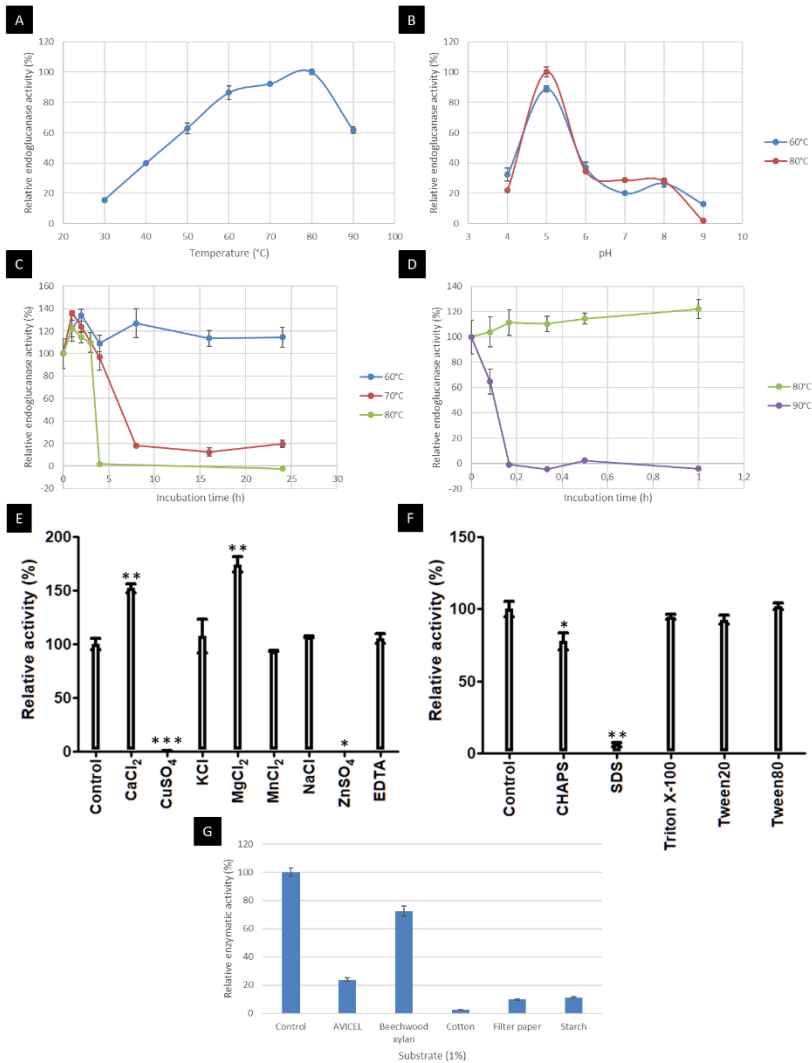 A
Relative endoglucanase activity (%)
120
100
80
60
40
20
0
20 30 40 50 60 70 80 90 100
Temperature (°C)
B
Relative endoglucanase activity (%)
120
100
80
60
40
20
0
3 4 5 6 7 8 9 10
pH
60°C
80°C
C
Relative endoglucanase activity (%)
160
140
120
100
80
60
40
20
0
-20
0 5 10 15 20 25 30
Incubation time (h)
60°C
70°C
80°C
D
Relative endoglucanase activity (%)
140
120
100
80
60
40
20
0
-20
0 0,2 0,4 0,6 0,8 1 1,2
Incubation time (h)
80°C
90°C
E
Relative activity (%)
200
150
100
50
0
**
***
**
*
Control
CaCl₂
CuSO₄
KCl
MgCl₂
MnCl₂
NaCl
ZnSO₄
EDTA
F
Relative activity (%)
150
100
50
0
*
**
Control
CHAPS
SDS
Triton X-100
Tween20
Tween80
G
Relative enzymatic activity (%)
120
100
80
60
40
20
0
Control
AVICEL
Beechwood
xylan
Cotton
Filter paper
Starch
Substrate (1%)